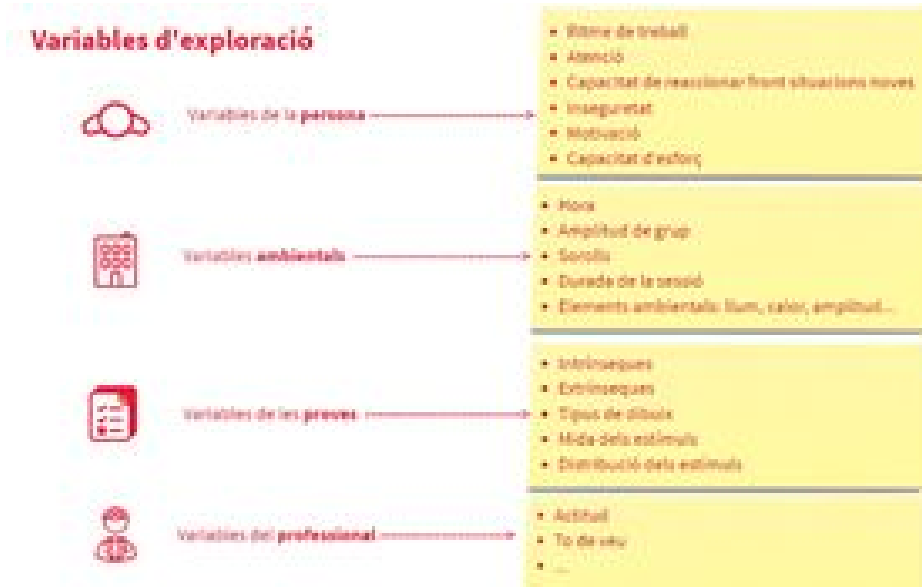 Variables d'exploració
Variables de la persona
• Ritme de treball
• Atenció
• Capacitat de reaccionar front situacions noves
• Inseguretat
• Motivació
• Capacitat d'esforç
Variables ambientals
• Hora
• Amplitud de grup
• Sorolls
• Durada de la sessió
• Elements ambientals: llum, calor, amplitud...
Variables de les proves
• Intrínseques
• Extrínseques
• Tipus de dibuix
• Mida dels estímuls
• Distribució dels estímuls
Variables del professional
• Actitud
• To de veu
• ...